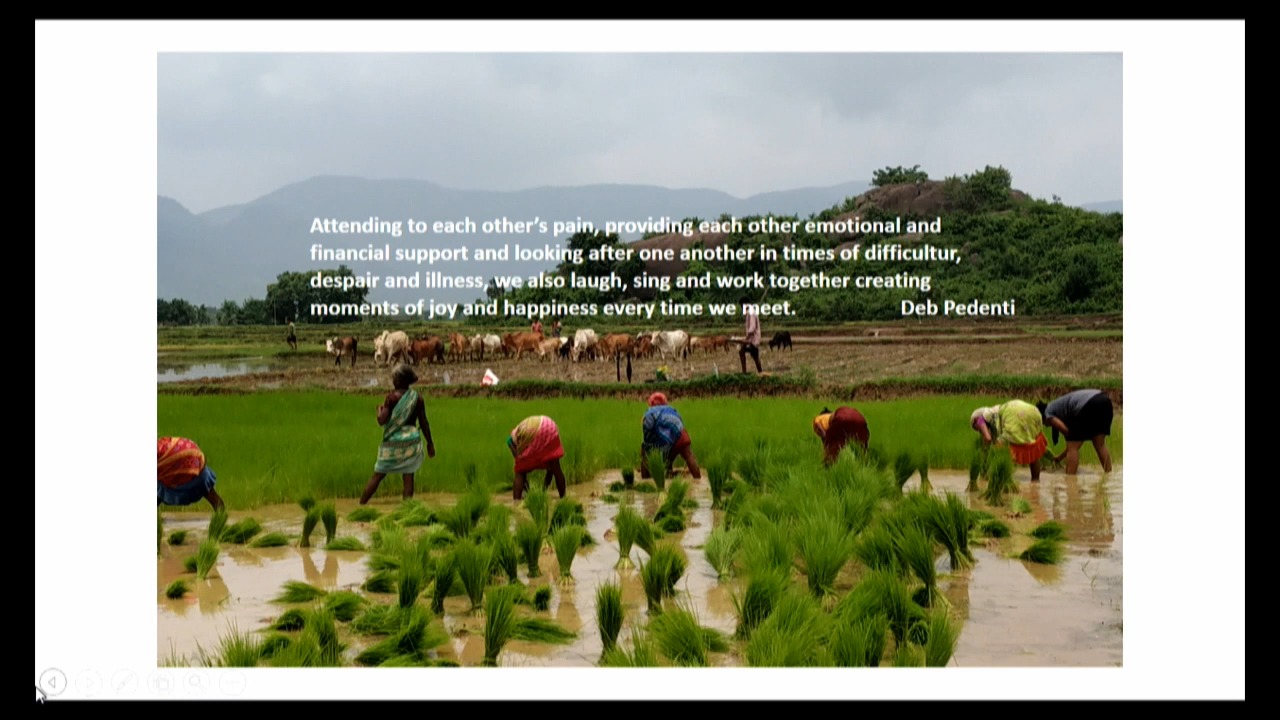 Attending to each other's pain, providing each other emotional and
financial support and looking after one another in times of difficultur,
despair and illness, we also laugh, sing and work together creating
moments of joy and happiness every time we meet. Deb Pedenti